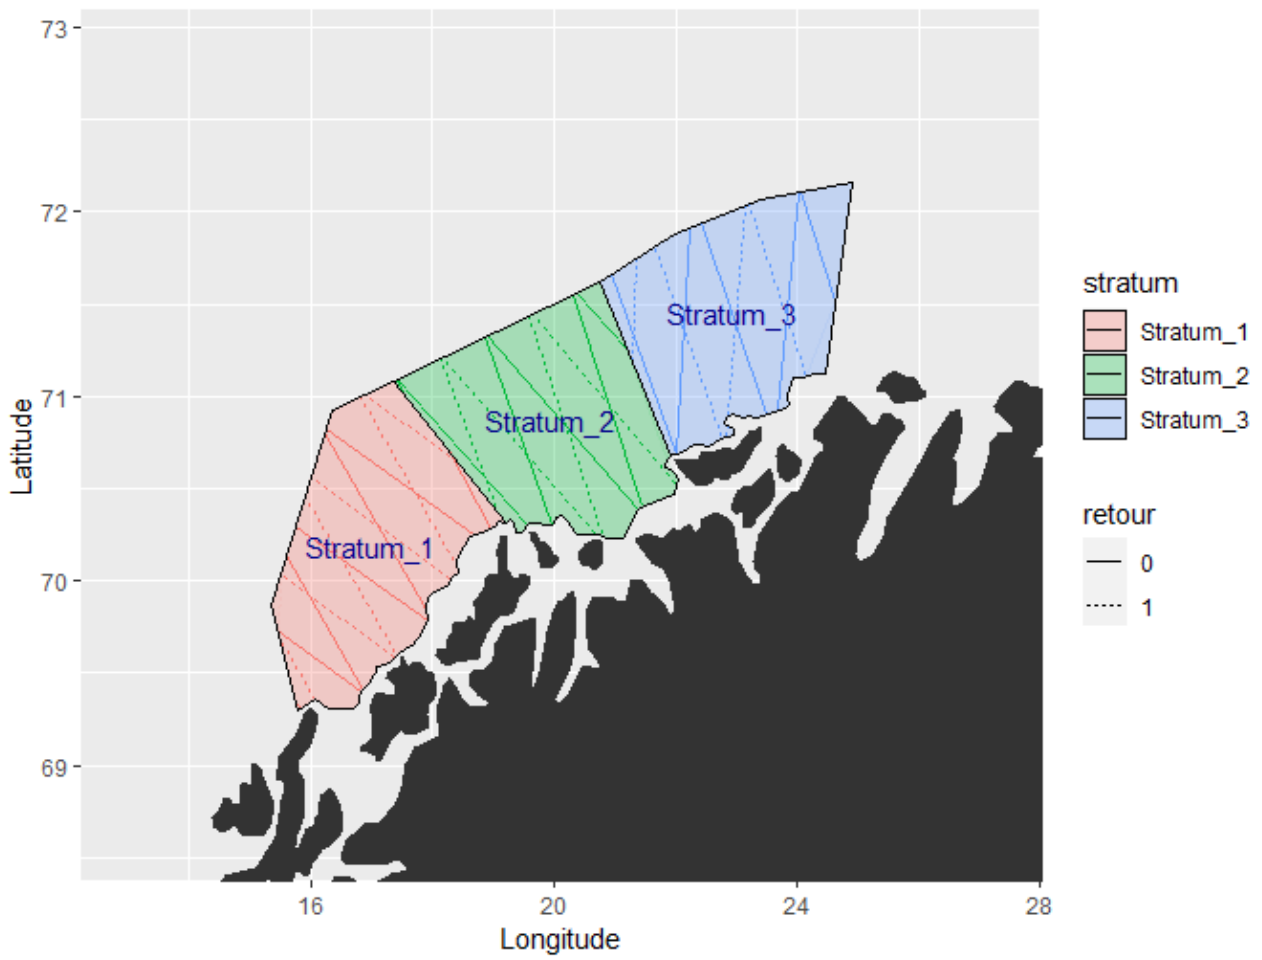 73
72
71
70
69
Latitude
16
20
24
28
Longitude
Stratum_1
Stratum_2
Stratum_3
stratum
Stratum_1
Stratum_2
Stratum_3
retour
0
1